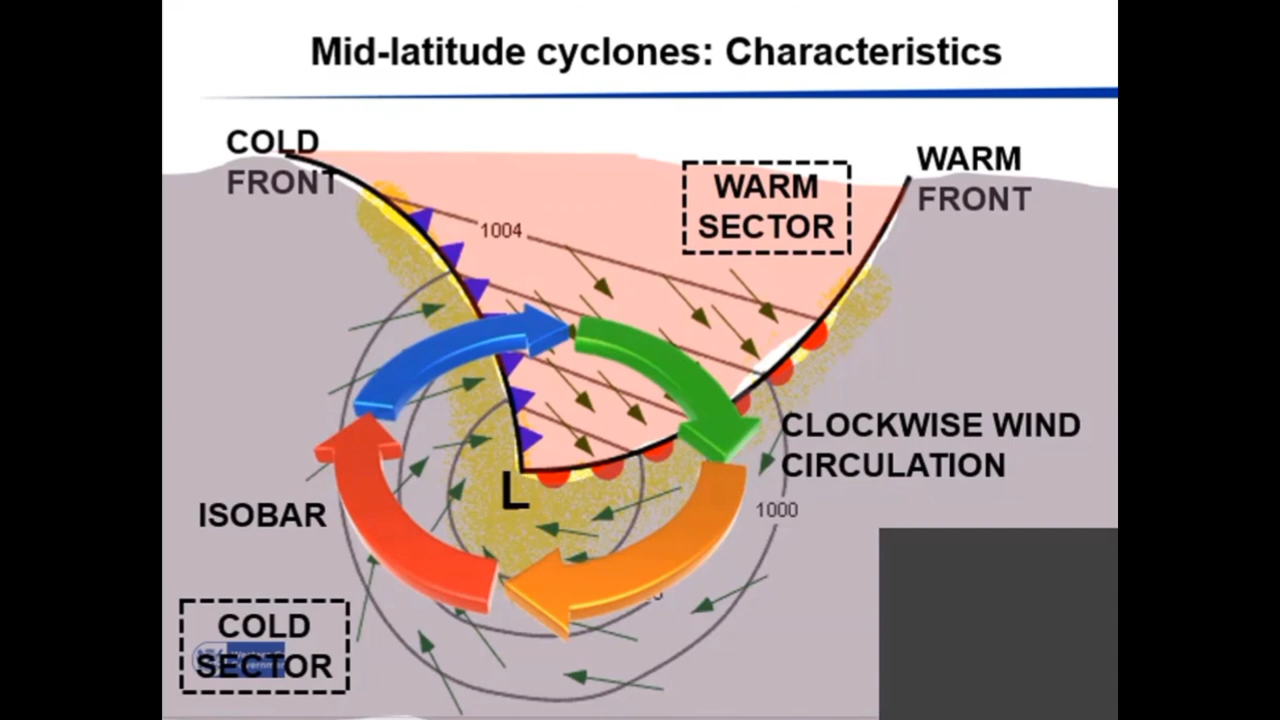 Mid-latitude cyclones: Characteristics
COLD
FRONT
WARM
SECTOR
WARM
FRONT
1004
CLOCKWISE WIND
CIRCULATION
L
ISOBAR
1000
COLD
SECTOR